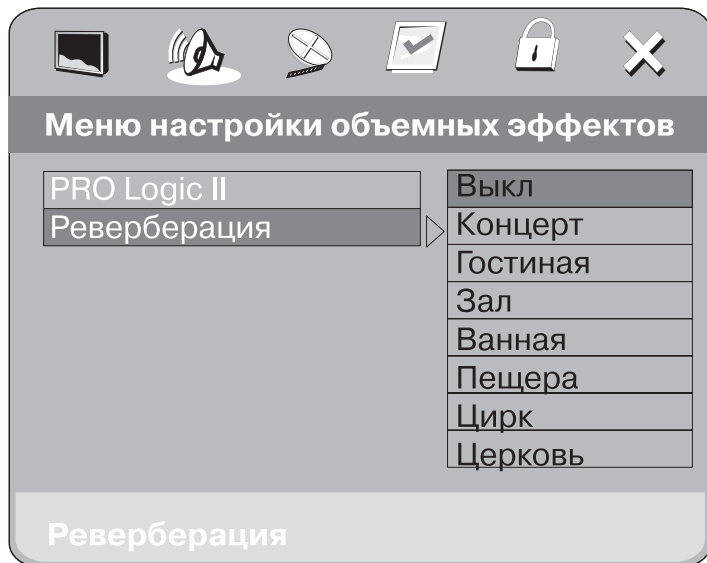 Меню настройки объемных эффектов
PRO Logic II
Реверберация
Выкл
Концерт
Гостиная
Зал
Ванная
Пещера
Цирк
Церковь
Реверберация